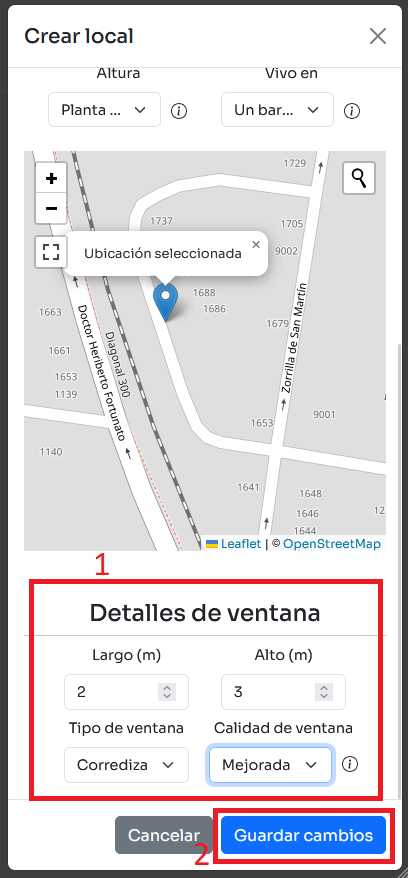 Crear local
Altura Vivo en
Planta ... Un bar...
1729
+
−
1737
1705
9002
Ubicación seleccionada ×
1688
1686
1663
1679
Doctor Heriberto Fortunato
Diagonal 300
Zorrilla de San Martín
1661
1653
1139
1653
9001
1140
1641
1648
1646
1644
Leaflet | © OpenStreetMap
1
Detalles de ventana
Largo (m) Alto (m)
2 3
Tipo de ventana Calidad de ventana
Corrediza Mejorada
Cancelar Guardar cambios
2